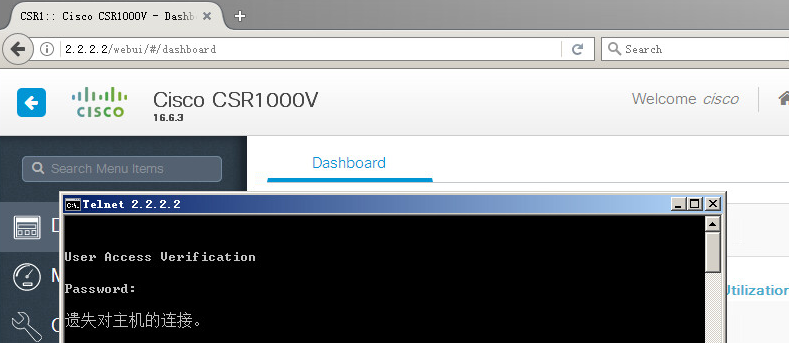 CSR1:: Cisco CSR1000V - Dashb
2.2.2.2/webui/#/dashboard
Search
CISCO
Cisco CSR1000V
16.6.3
Welcome cisco
Search Menu Items
Dashboard
Telnet 2.2.2.2
User Access Verification
Password:
遗失对主机的连接。
Utilization